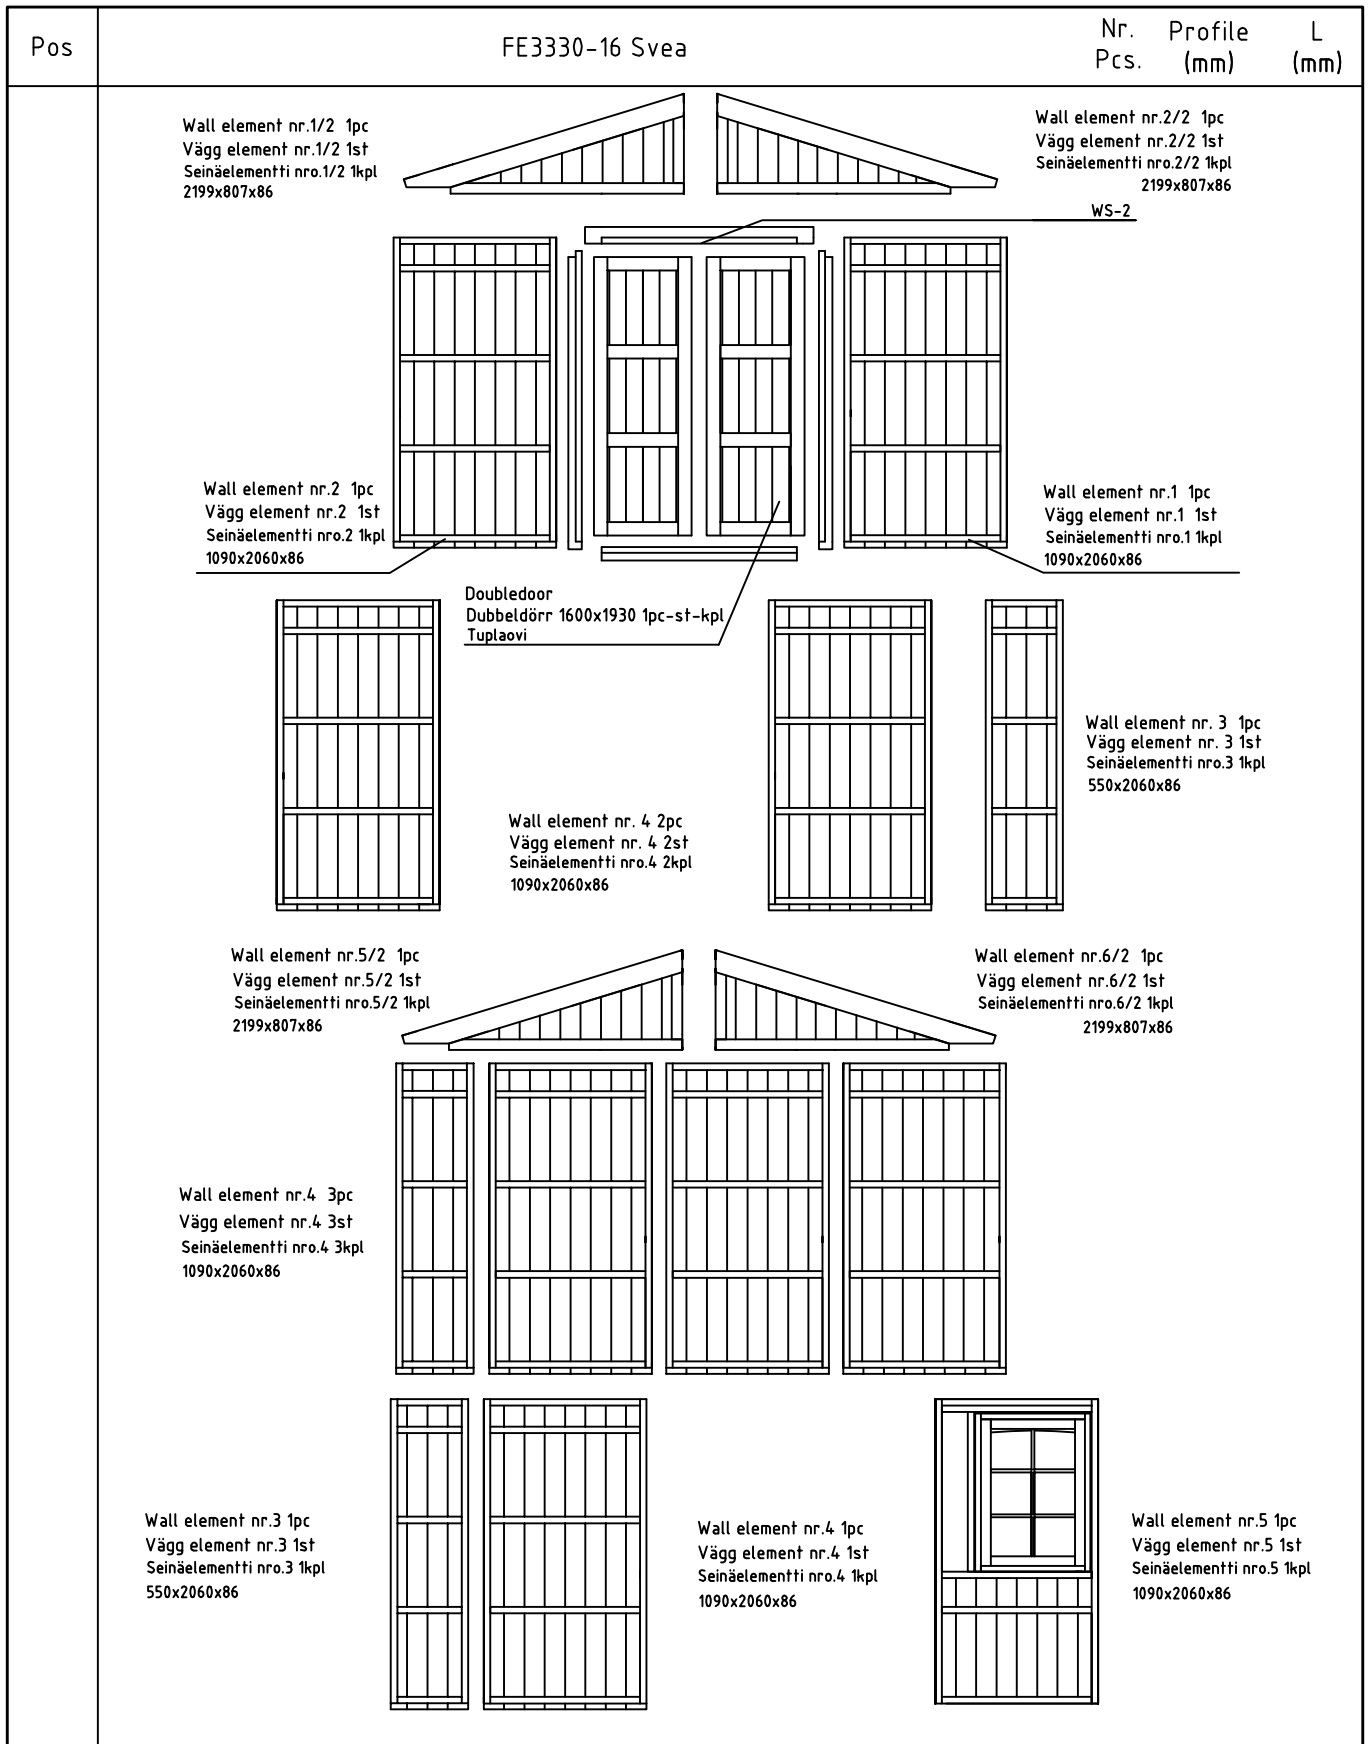 Pos
FE3330-16 Svea
Nr. Profile L
Pcs. (mm) (mm)
Wall element nr.1/2 1pc
Vägg element nr.1/2 1st
Seinäelementti nro.1/2 1kpl
2199x807x86
Wall element nr.2/2 1pc
Vägg element nr.2/2 1st
Seinäelementti nro.2/2 1kpl
2199x807x86
WS-2
Wall element nr.2 1pc
Vägg element nr.2 1st
Seinäelementti nro.2 1kpl
1090x2060x86
Wall element nr.1 1pc
Vägg element nr.1 1st
Seinäelementti nro.1 1kpl
1090x2060x86
Doubledoor
Dubbeldörr 1600x1930 1pc-st-kpl
Tuplaovi
Wall element nr. 3 1pc
Vägg element nr. 3 1st
Seinäelementti nro.3 1kpl
550x2060x86
Wall element nr. 4 2pc
Vägg element nr. 4 2st
Seinäelementti nro.4 2kpl
1090x2060x86
Wall element nr.5/2 1pc
Vägg element nr.5/2 1st
Seinäelementti nro.5/2 1kpl
2199x807x86
Wall element nr.6/2 1pc
Vägg element nr.6/2 1st
Seinäelementti nro.6/2 1kpl
2199x807x86
Wall element nr.4 3pc
Vägg element nr.4 3st
Seinäelementti nro.4 3kpl
1090x2060x86
Wall element nr.3 1pc
Vägg element nr.3 1st
Seinäelementti nro.3 1kpl
550x2060x86
Wall element nr.4 1pc
Vägg element nr.4 1st
Seinäelementti nro.4 1kpl
1090x2060x86
Wall element nr.5 1pc
Vägg element nr.5 1st
Seinäelementti nro.5 1kpl
1090x2060x86